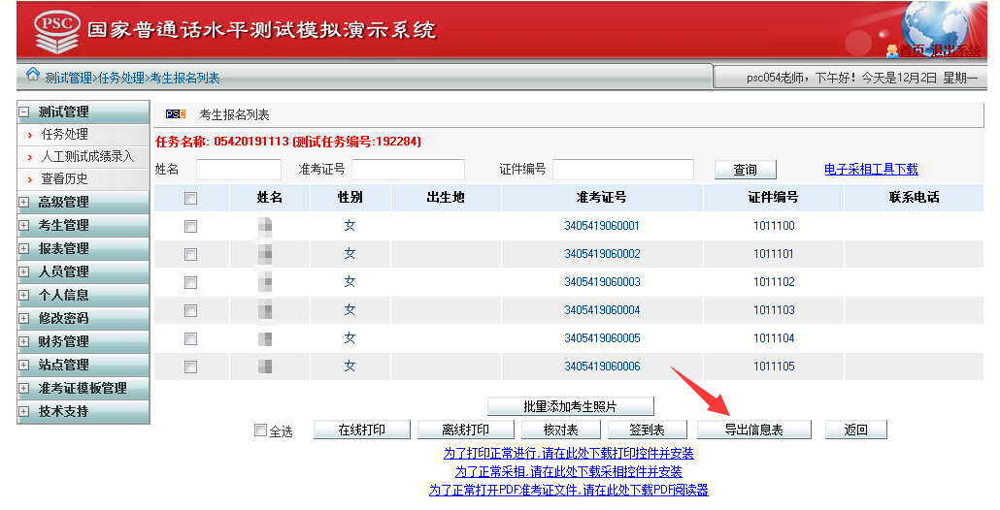 PSC 国家普通话水平测试模拟演示系统
首页 退出系统
测试管理>任务处理>考生报名列表
psc054老师，下午好！今天是12月2日 星期一
测试管理
任务处理
人工测试成绩录入
查看历史
高级管理
考生管理
报表管理
人员管理
个人信息
修改密码
财务管理
站点管理
准考证模板管理
技术支持
PSC 考生报名列表
任务名称: 05420191113 (测试任务编号:192284)
姓名 准考证号 证件编号 查询 电子采相工具下载
姓名 性别 出生地 准考证号 证件编号 联系电话
女 3405419060001 1011100
女 3405419060002 1011101
女 3405419060003 1011102
女 3405419060004 1011103
女 3405419060005 1011104
女 3405419060006 1011105
批量添加考生照片
全选 在线打印 离线打印 核对表 签到表 导出信息表 返回
为了打印正常进行,请在此处下载打印控件并安装
为了正常采相,请在此处下载采相控件并安装
为了正常打开PDF准考证文件,请在此处下载PDF阅读器